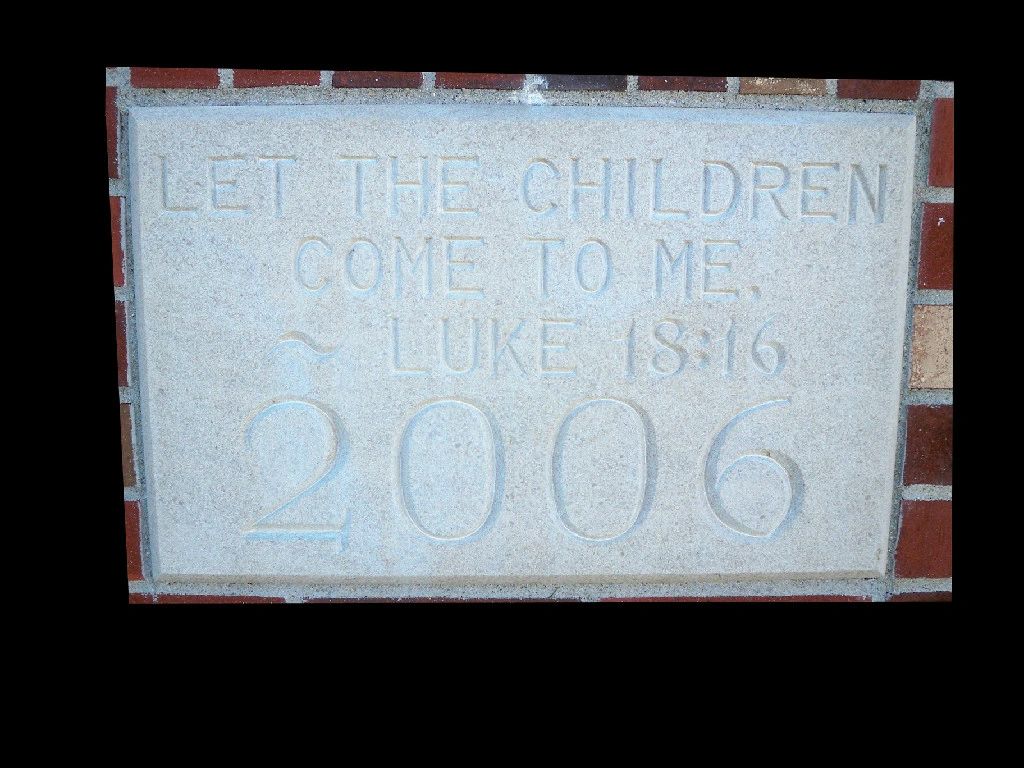 LET THE CHILDREN
COME TO ME.
~ LUKE 18:16
2006